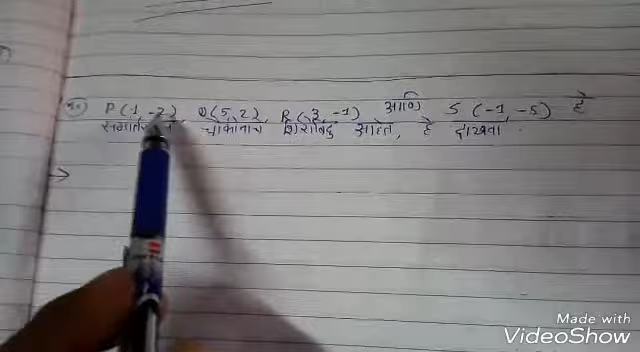 P(1,-2), Q(5,2), R(3,-1) आणि S(-1,-5) हे
चौकोनाचे शिरोबिंदु आहेत, हे दाखवा.
Made with
VideoShow